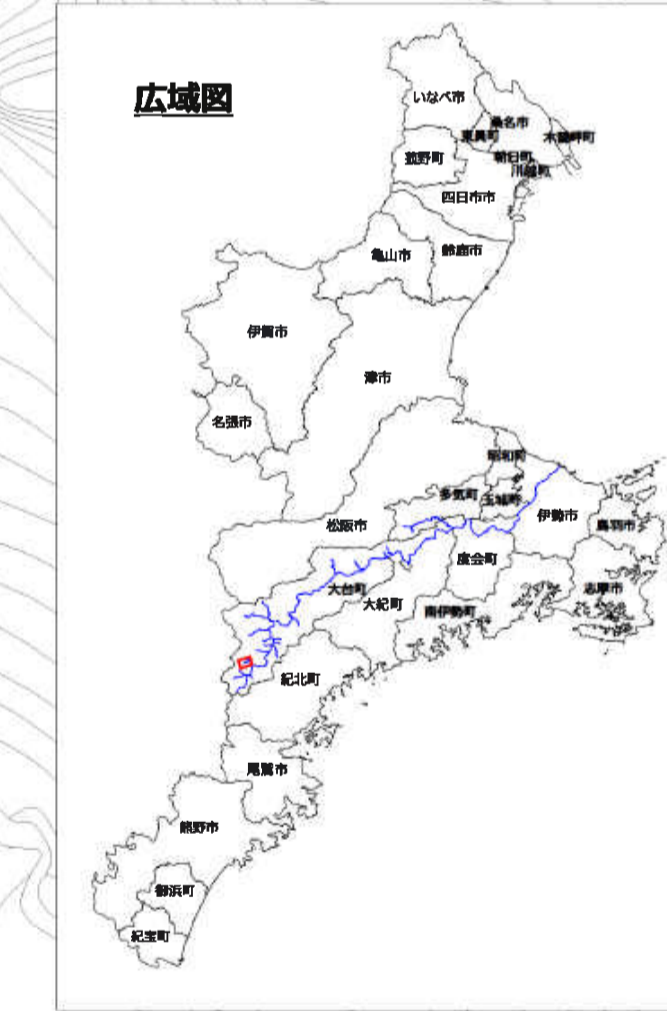 広域図
いなべ市
桑名市
東員町
木曽岬町
菰野町
朝日町
川越町
四日市市
亀山市
鈴鹿市
伊賀市
津市
名張市
明和町
多気町
玉城町
松阪市
伊勢市
鳥羽市
度会町
大台町
志摩市
大紀町
南伊勢町
紀北町
尾鷲市
熊野市
御浜町
紀宝町